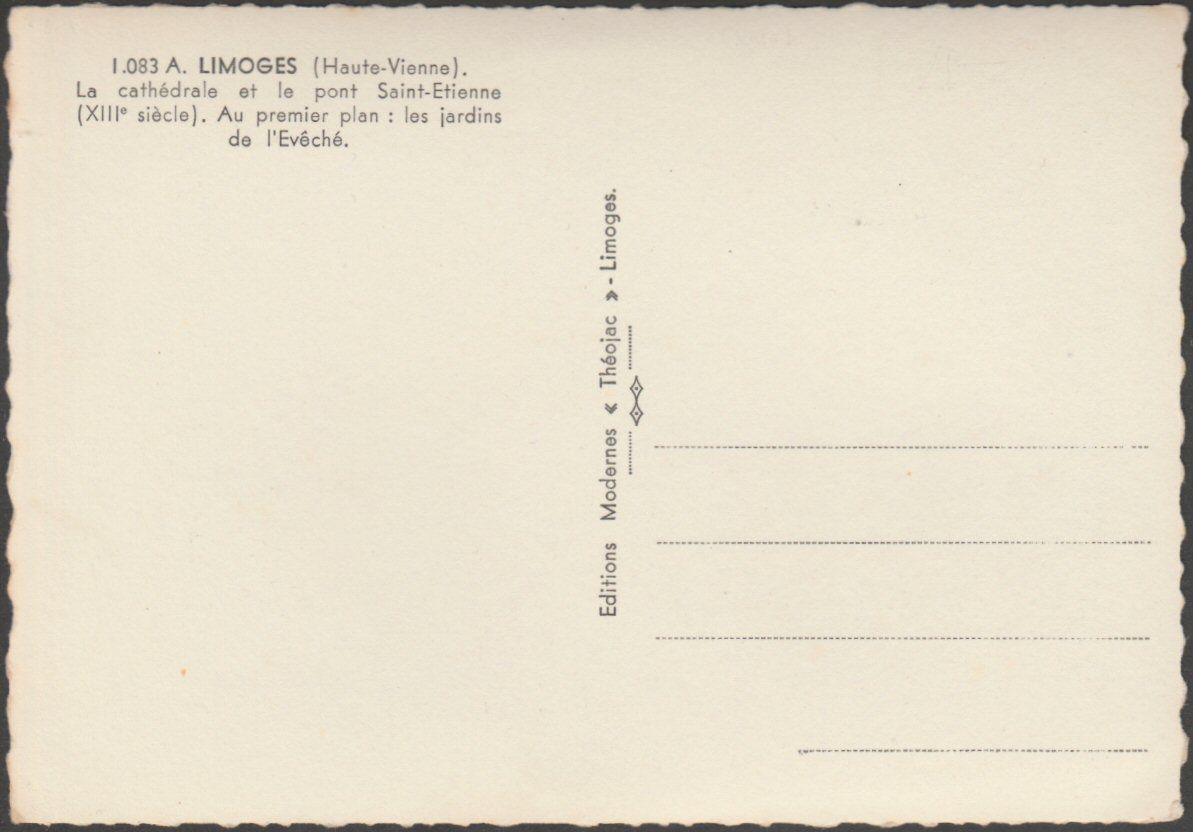 1.083 A. LIMOGES (Haute-Vienne).
La cathédrale et le pont Saint-Etienne
(XIIIe siècle). Au premier plan : les jardins
de l'Evêché.
Editions Modernes « Théojac » - Limoges.